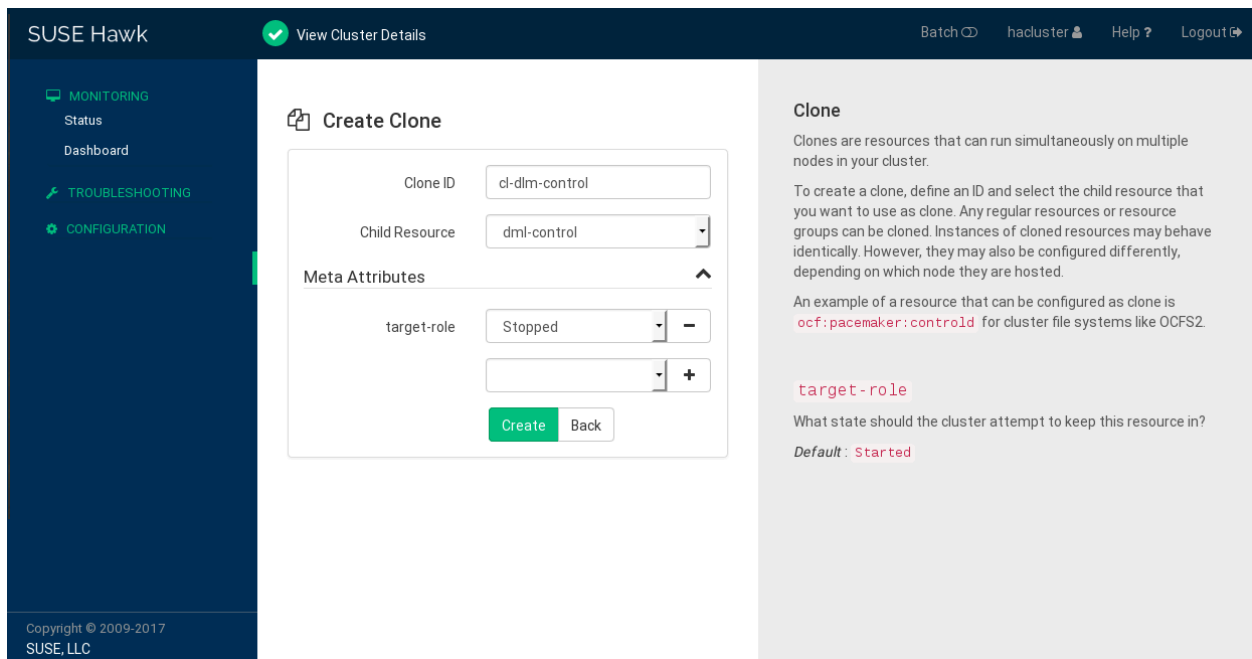 SUSE Hawk
View Cluster Details
Batch
hacluster
Help ?
Logout
MONITORING
Status
Dashboard
TROUBLESHOOTING
CONFIGURATION
Copyright © 2009-2017
SUSE, LLC
Create Clone
Clone ID cl-dlm-control
Child Resource dml-control
Meta Attributes
target-role Stopped
Create Back
Clone
Clones are resources that can run simultaneously on multiple
nodes in your cluster.
To create a clone, define an ID and select the child resource that
you want to use as clone. Any regular resources or resource
groups can be cloned. Instances of cloned resources may behave
identically. However, they may also be configured differently,
depending on which node they are hosted.
An example of a resource that can be configured as clone is
ocf:pacemaker:controld for cluster file systems like OCFS2.
target-role
What state should the cluster attempt to keep this resource in?
Default : Started